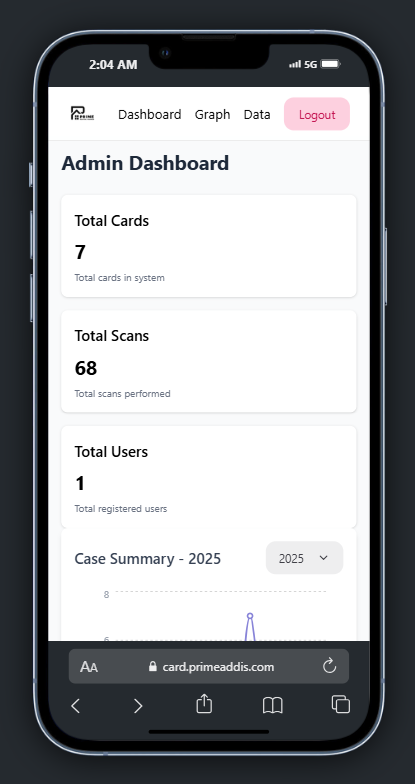 2:04 AM 5G
PRIME
Dashboard Graph Data Logout
Admin Dashboard
Total Cards
7
Total cards in system
Total Scans
68
Total scans performed
Total Users
1
Total registered users
Case Summary - 2025 2025
8
6
AA card.primeaddis.com